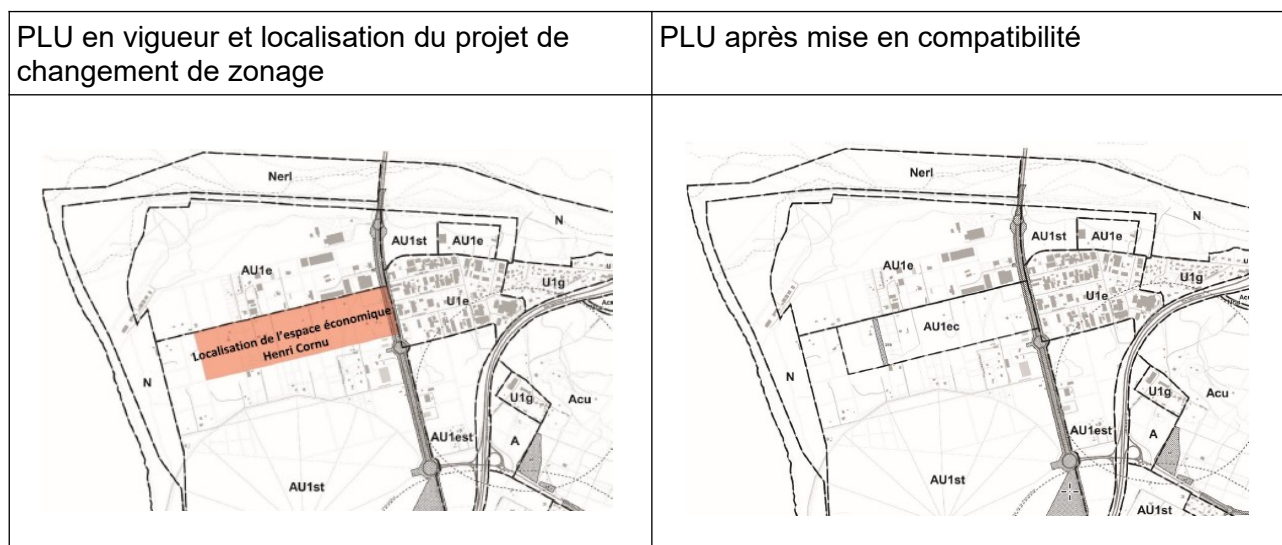 PLU en vigueur et localisation du projet de
changement de zonage
PLU après mise en compatibilité
Nerl
N
AU1st
AU1e
AU1e
U1g
U1e
Localisation de l'espace économique
Henri Cornu
N
U1g
Acu
AU1est
A
AU1st
Nerl
N
AU1st
AU1e
AU1e
U1g
U1e
AU1ec
N
U1g
Acu
AU1est
A
AU1st
AU1st